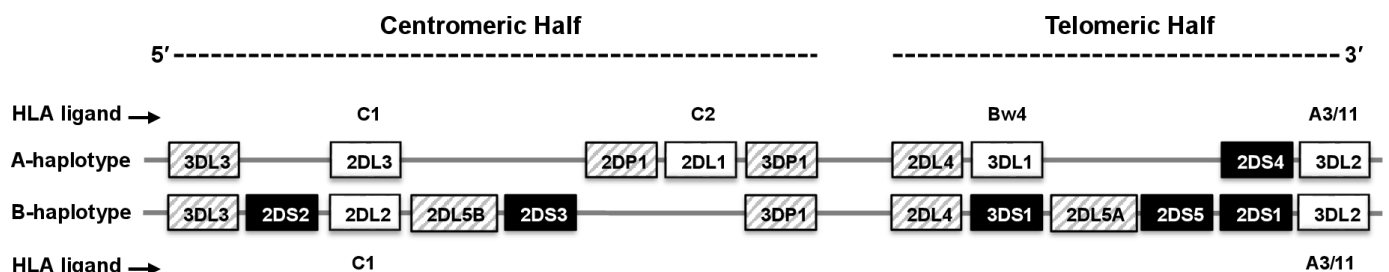 Centromeric Half Telomeric Half
5′ 3′
HLA ligand C1 C2 Bw4 A3/11
A-haplotype 3DL3 2DL3 2DP1 2DL1 3DP1 2DL4 3DL1 2DS4 3DL2
B-haplotype 3DL3 2DS2 2DL2 2DL5B 2DS3 3DP1 2DL4 3DS1 2DL5A 2DS5 2DS1 3DL2
HLA ligand C1 A3/11